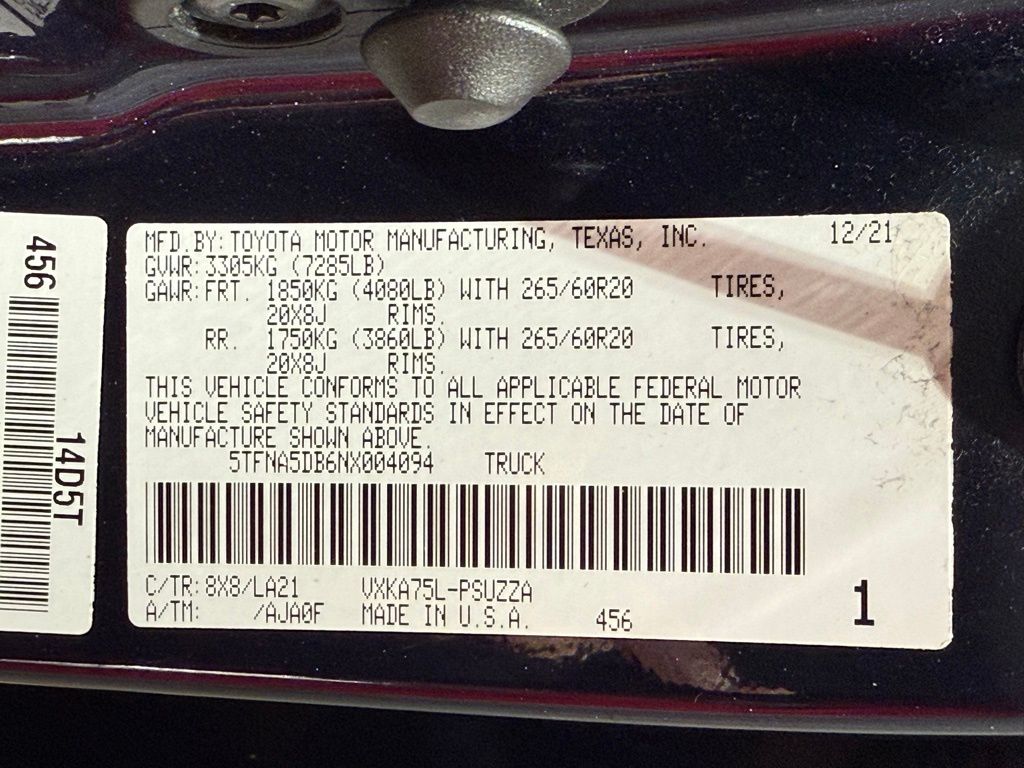 456
14D5T
MFD.BY:TOYOTA MOTOR MANUFACTURING, TEXAS, INC. 12/21
GVWR:3305KG (7285LB)
GAWR:FRT. 1850KG (4080LB) WITH 265/60R20 TIRES,
20X8J RIMS.
RR. 1750KG (3860LB) WITH 265/60R20 TIRES,
20X8J RIMS.
THIS VEHICLE CONFORMS TO ALL APPLICABLE FEDERAL MOTOR
VEHICLE SAFETY STANDARDS IN EFFECT ON THE DATE OF
MANUFACTURE SHOWN ABOVE.
5TFNA5DB6NX004094 TRUCK
C/TR:8X8/LA21 VXKA75L-PSUZZA
A/TM: /AJA0F MADE IN U.S.A. 456 1